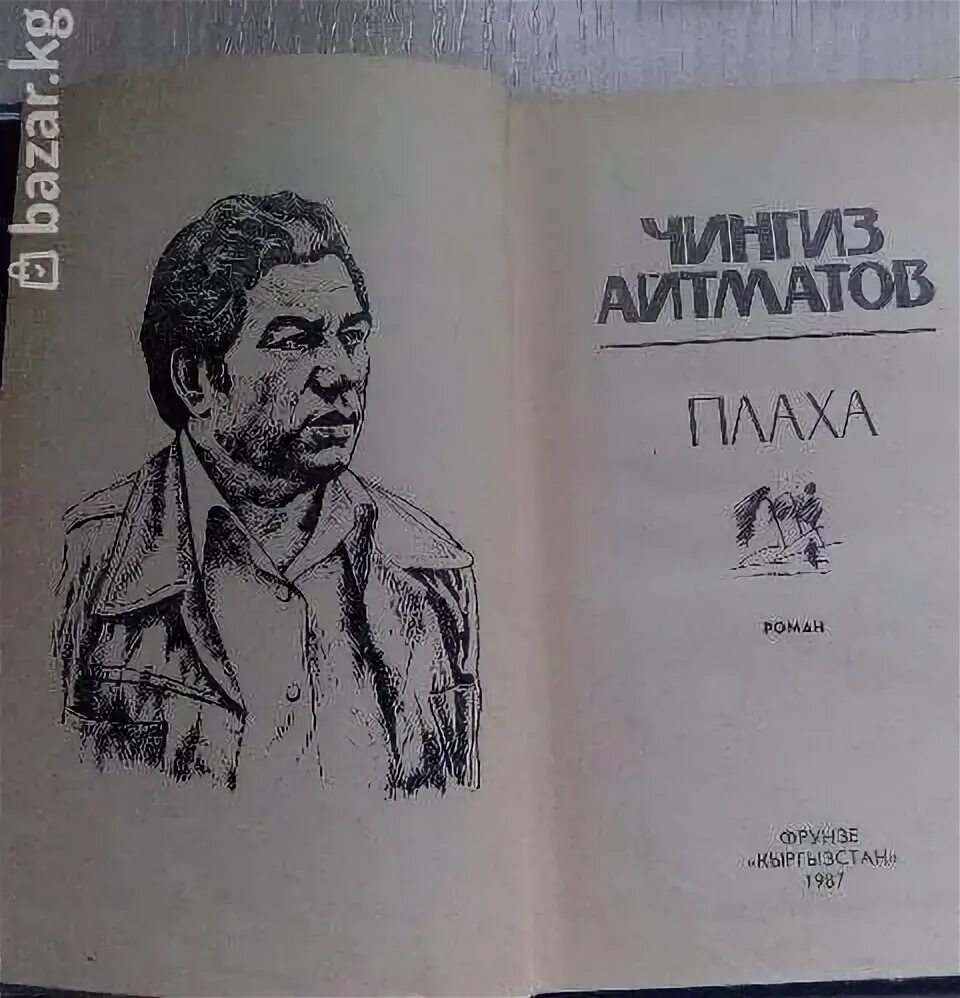 bazar.kg
ЧИНГИЗ
АЙТМАТОВ
ПЛАХА
РОМАН
ФРУНЗЕ
«КЫРГЫЗСТАН»
1987